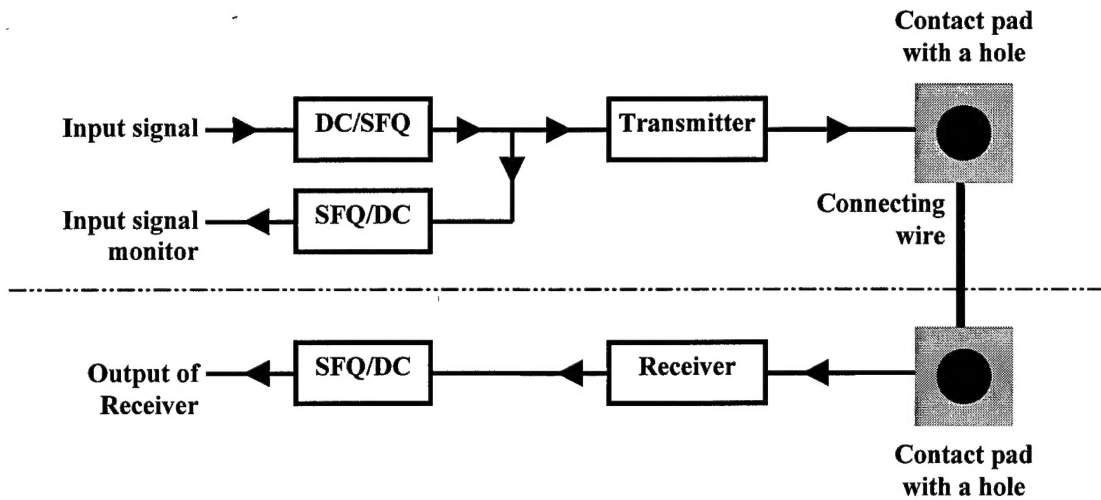 Contact pad
with a hole
Input signal
DC/SFQ
Transmitter
Input signal
monitor
SFQ/DC
Connecting
wire
Output of
Receiver
SFQ/DC
Receiver
Contact pad
with a hole